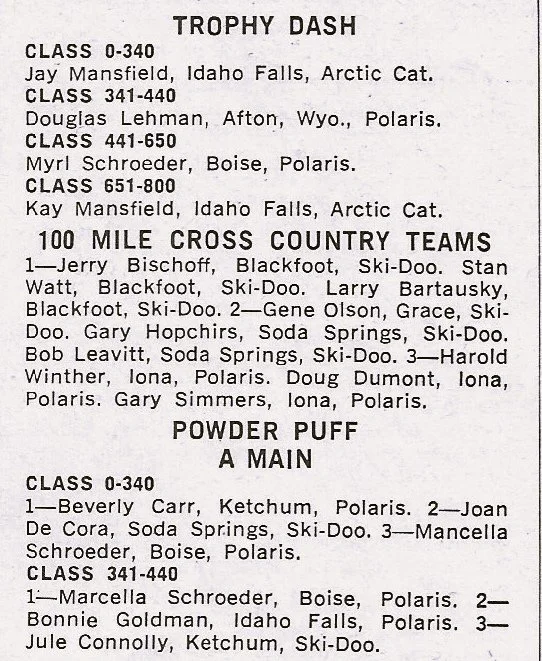 TROPHY DASH
CLASS 0-340
Jay Mansfield, Idaho Falls, Arctic Cat.
CLASS 341-440
Douglas Lehman, Afton, Wyo., Polaris.
CLASS 441-650
Myrl Schroeder, Boise, Polaris.
CLASS 651-800
Kay Mansfield, Idaho Falls, Arctic Cat.
100 MILE CROSS COUNTRY TEAMS
1—Jerry Bischoff, Blackfoot, Ski-Doo. Stan
Watt, Blackfoot, Ski-Doo. Larry Bartausky,
Blackfoot, Ski-Doo. 2—Gene Olson, Grace, Ski-
Doo. Gary Hopchirs, Soda Springs, Ski-Doo.
Bob Leavitt, Soda Springs, Ski-Doo. 3—Harold
Winther, Iona, Polaris. Doug Dumont, Iona,
Polaris. Gary Simmers, Iona, Polaris.
POWDER PUFF
A MAIN
CLASS 0-340
1—Beverly Carr, Ketchum, Polaris. 2—Joan
De Cora, Soda Springs, Ski-Doo. 3—Mancella
Schroeder, Boise, Polaris.
CLASS 341-440
1—Marcella Schroeder, Boise, Polaris. 2—
Bonnie Goldman, Idaho Falls, Polaris. 3—
Jule Connolly, Ketchum, Ski-Doo.